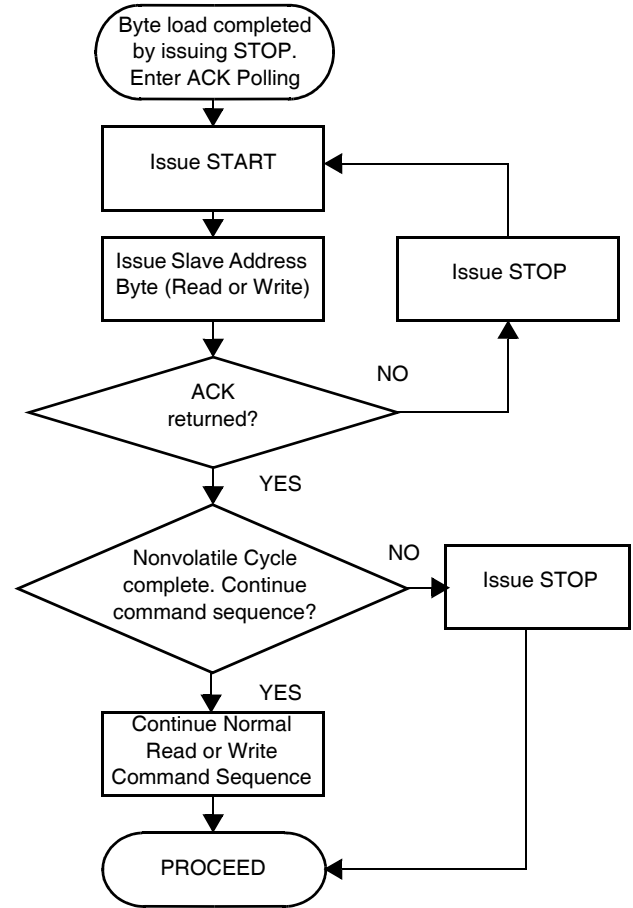 Byte load completed
by issuing STOP.
Enter ACK Polling
Issue START
Issue Slave Address
Byte (Read or Write)
Issue STOP
ACK
returned?
NO
YES
Nonvolatile Cycle
complete. Continue
command sequence?
NO
Issue STOP
YES
Continue Normal
Read or Write
Command Sequence
PROCEED